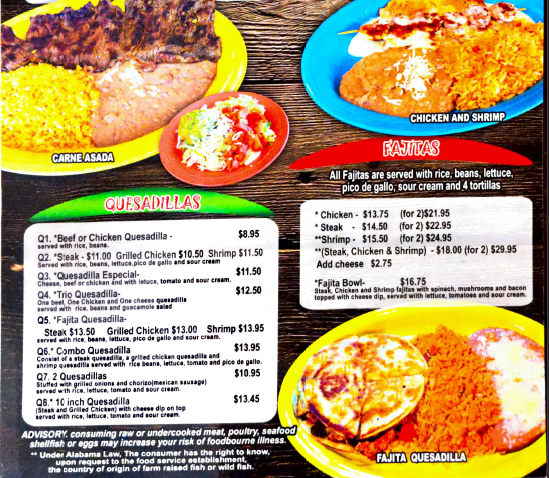 CARNE ASADA
CHICKEN AND SHRIMP
QUESADILLAS
Q1. *Beef or Chicken Quesadilla - $8.95
served with rice, beans.
Q2. *Steak - $11.00 Grilled Chicken $10.50 Shrimp $11.50
Served with rice, beans, lettuce,pico de gallo and sour cream
Q3. *Quesadilla Especial- $11.50
Cheese, beef or chicken and with letuce, tomato and sour cream.
Q4. *Trio Quesadilla- $12.50
One beef, One Chicken and One cheese quesadilla
served with rice, beans and guacamole salad
Q5. *Fajita Quesadilla-
Steak $13.50 Grilled Chicken $13.00 Shrimp $13.95
served with rice, beans, lettuce, pico de gallo and sour cream.
Q6.* Combo Quesadilla $13.95
Consist of a steak quesadilla, a grilled chicken quesadilla and
shrimp quesadilla served with rice beans, lettuce, tomato and pico de gallo.
Q7. 2 Quesadillas $10.95
Stuffed with grilled onions and chorizo(mexican sausage)
served with rice, lettuce, tomato and sour cream.
Q8.* 10 inch Quesadilla $13.45
(Steak and Grilled Chicken) with cheese dip on top
served with rice, lettuce, tomato and sour cream.
ADVISORY. consuming raw or undercooked meat, poultry, seafood
shellfish or eggs may increase your risk of foodbourne illness.
** Under Alabama Law, The consumer has the right to know,
upon request to the food service establishment,
the country of origin of farm raised fish or wild fish.
FAJITAS
All Fajitas are served with rice, beans, lettuce,
pico de gallo, sour cream and 4 tortillas
* Chicken - $13.75 (for 2)$21.95
* Steak - $14.50 (for 2) $22.95
**Shrimp - $15.50 (for 2) $24.95
**(Steak, Chicken & Shrimp) - $18.00 (for 2) $29.95
Add cheese $2.75
*Fajita Bowl- $16.75
Steak, Chicken and Shrimp fajitas with spinach, mushrooms and bacon
topped with cheese dip, served with lettuce, tomatoes and sour cream.
FAJITA QUESADILLA